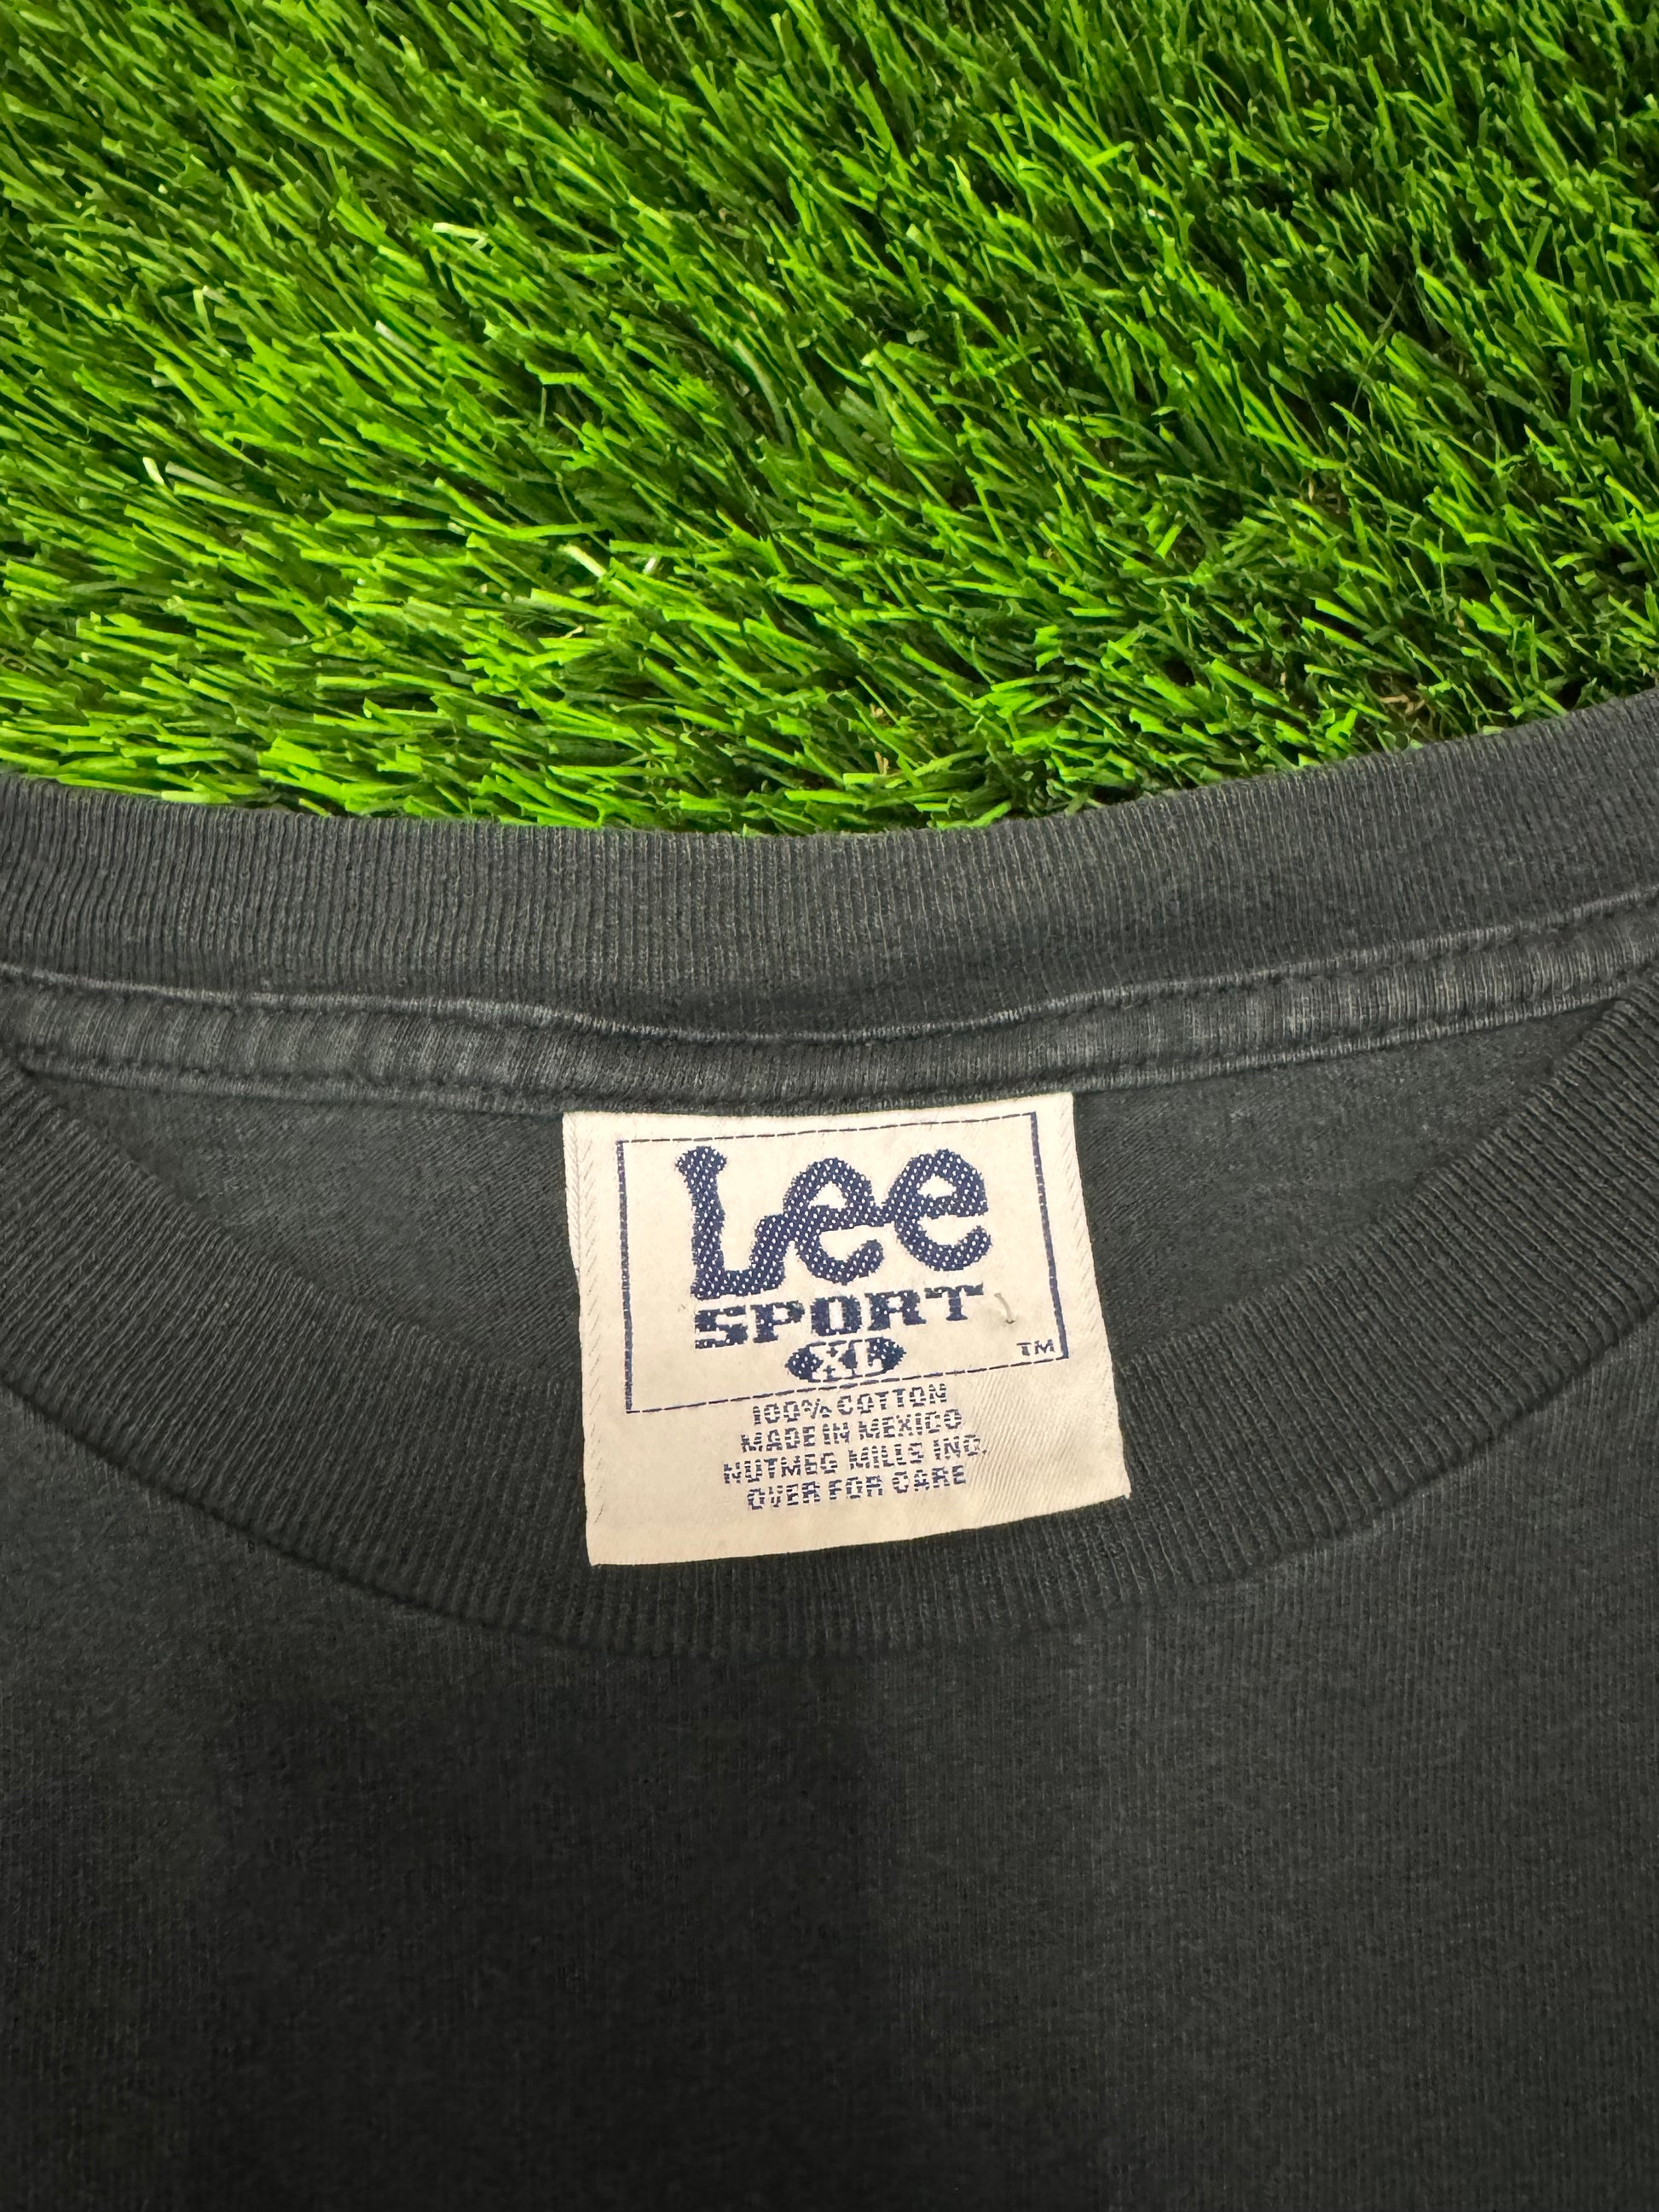 Lee
SPORT
XL
TM
100% COTTON
MADE IN MEXICO
NUTMEG MILLS INC.
OVER FOR CARE